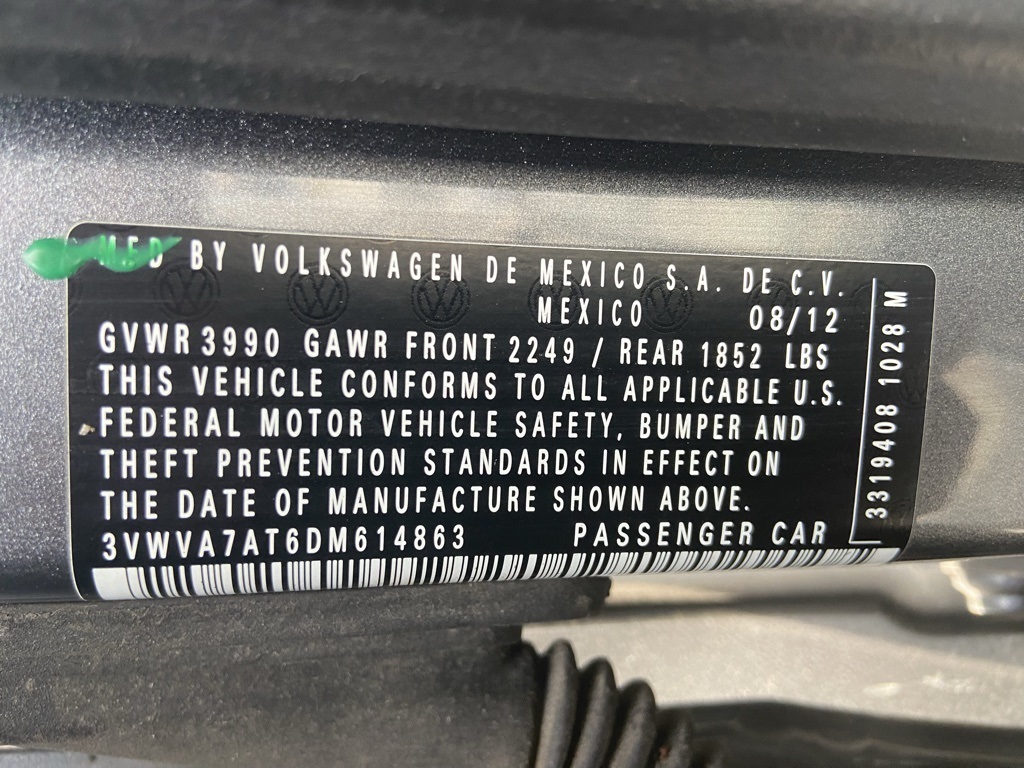 MFD BY VOLKSWAGEN DE MEXICO S.A. DE C.V.
MEXICO 08/12
GVWR 3990 GAWR FRONT 2249 / REAR 1852 LBS
THIS VEHICLE CONFORMS TO ALL APPLICABLE U.S.
FEDERAL MOTOR VEHICLE SAFETY, BUMPER AND
THEFT PREVENTION STANDARDS IN EFFECT ON
THE DATE OF MANUFACTURE SHOWN ABOVE.
3VWVA7AT6DM614863 PASSENGER CAR
3319408 1028 M